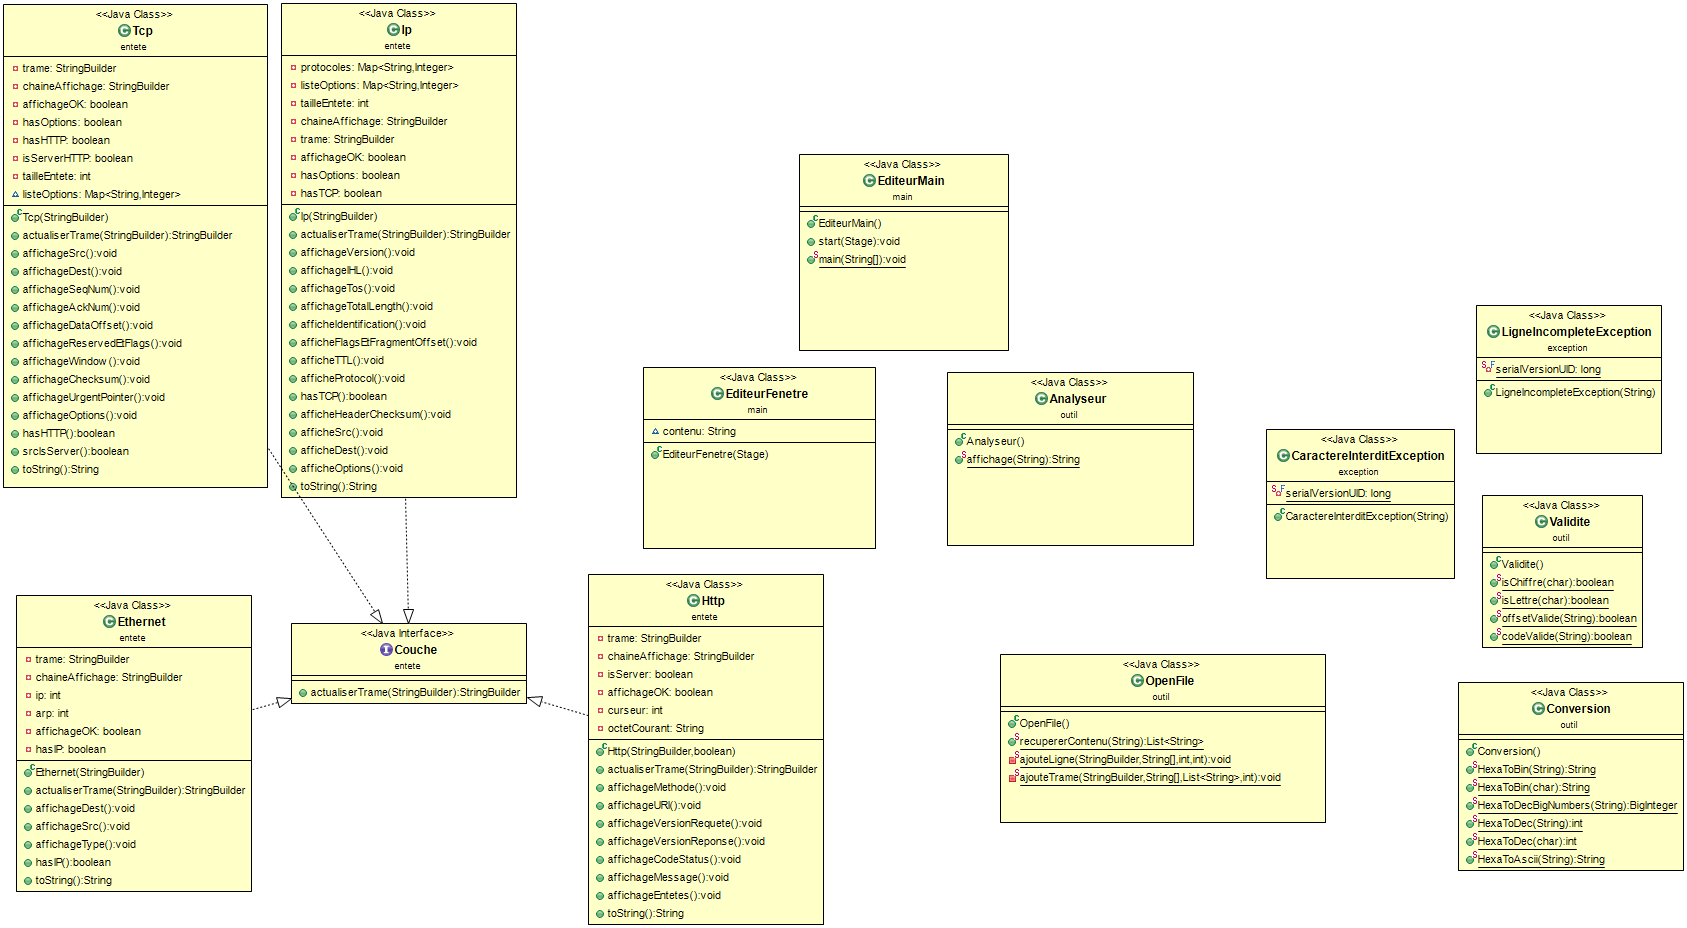 <<Java Class>>
Tcp
entete
trame: StringBuilder
chaineAffichage: StringBuilder
affichageOK: boolean
hasOptions: boolean
hasHTTP: boolean
isServerHTTP: boolean
tailleEntete: int
listeOptions: Map<String,Integer>
Tcp(StringBuilder)
actualiserTrame(StringBuilder):StringBuilder
affichageSrc():void
affichageDest():void
affichageSeqNum():void
affichageAckNum():void
affichageDataOffset():void
affichageReservedEtFlags():void
affichageWindow():void
affichageChecksum():void
affichageUrgentPointer():void
affichageOptions():void
hasHTTP():boolean
srcIsServer():boolean
toString():String
<<Java Class>>
Ip
entete
protocoles: Map<String,Integer>
listeOptions: Map<String,Integer>
tailleEntete: int
chaineAffichage: StringBuilder
trame: StringBuilder
affichageOK: boolean
hasOptions: boolean
hasTCP: boolean
Ip(StringBuilder)
actualiserTrame(StringBuilder):StringBuilder
affichageVersion():void
affichageIHL():void
affichageTos():void
affichageTotalLength():void
afficheIdentification():void
afficheFlagsEtFragmentOffset():void
afficheTTL():void
afficheProtocol():void
hasTCP():boolean
afficheHeaderChecksum():void
afficheSrc():void
afficheDest():void
afficheOptions():void
toString():String
<<Java Class>>
EditeurMain
main
EditeurMain()
start(Stage):void
main(String[]):void
<<Java Class>>
EditeurFenetre
main
contenu: String
EditeurFenetre(Stage)
<<Java Class>>
Analyseur
outil
Analyseur()
affichage(String):String
<<Java Class>>
LigneIncompleteException
exception
serialVersionUID: long
LigneIncompleteException(String)
<<Java Class>>
CaractereInterditException
exception
serialVersionUID: long
CaractereInterditException(String)
<<Java Class>>
Validite
outil
Validite()
isChiffre(char):boolean
isLettre(char):boolean
offsetValide(String):boolean
codeValide(String):boolean
<<Java Class>>
Ethernet
entete
trame: StringBuilder
chaineAffichage: StringBuilder
ip: int
arp: int
affichageOK: boolean
hasIP: boolean
Ethernet(StringBuilder)
actualiserTrame(StringBuilder):StringBuilder
affichageDest():void
affichageSrc():void
affichageType():void
hasIP():boolean
toString():String
<<Java Interface>>
Couche
entete
actualiserTrame(StringBuilder):StringBuilder
<<Java Class>>
Http
entete
trame: StringBuilder
chaineAffichage: StringBuilder
isServer: boolean
affichageOK: boolean
curseur: int
octetCourant: String
Http(StringBuilder,boolean)
actualiserTrame(StringBuilder):StringBuilder
affichageMethode():void
affichageURI():void
affichageVersionRequete():void
affichageVersionReponse():void
affichageCodeStatus():void
affichageMessage():void
affichageEntetes():void
toString():String
<<Java Class>>
OpenFile
outil
OpenFile()
recupererContenu(String):List<String>
ajouteLigne(StringBuilder,String[],int,int):void
ajouteTrame(StringBuilder,String[],List<String>,int):void
<<Java Class>>
Conversion
outil
Conversion()
HexaToBin(String):String
HexaToBin(char):String
HexaToDecBigNumbers(String):BigInteger
HexaToDec(String):int
HexaToDec(char):int
HexaToAscii(String):String